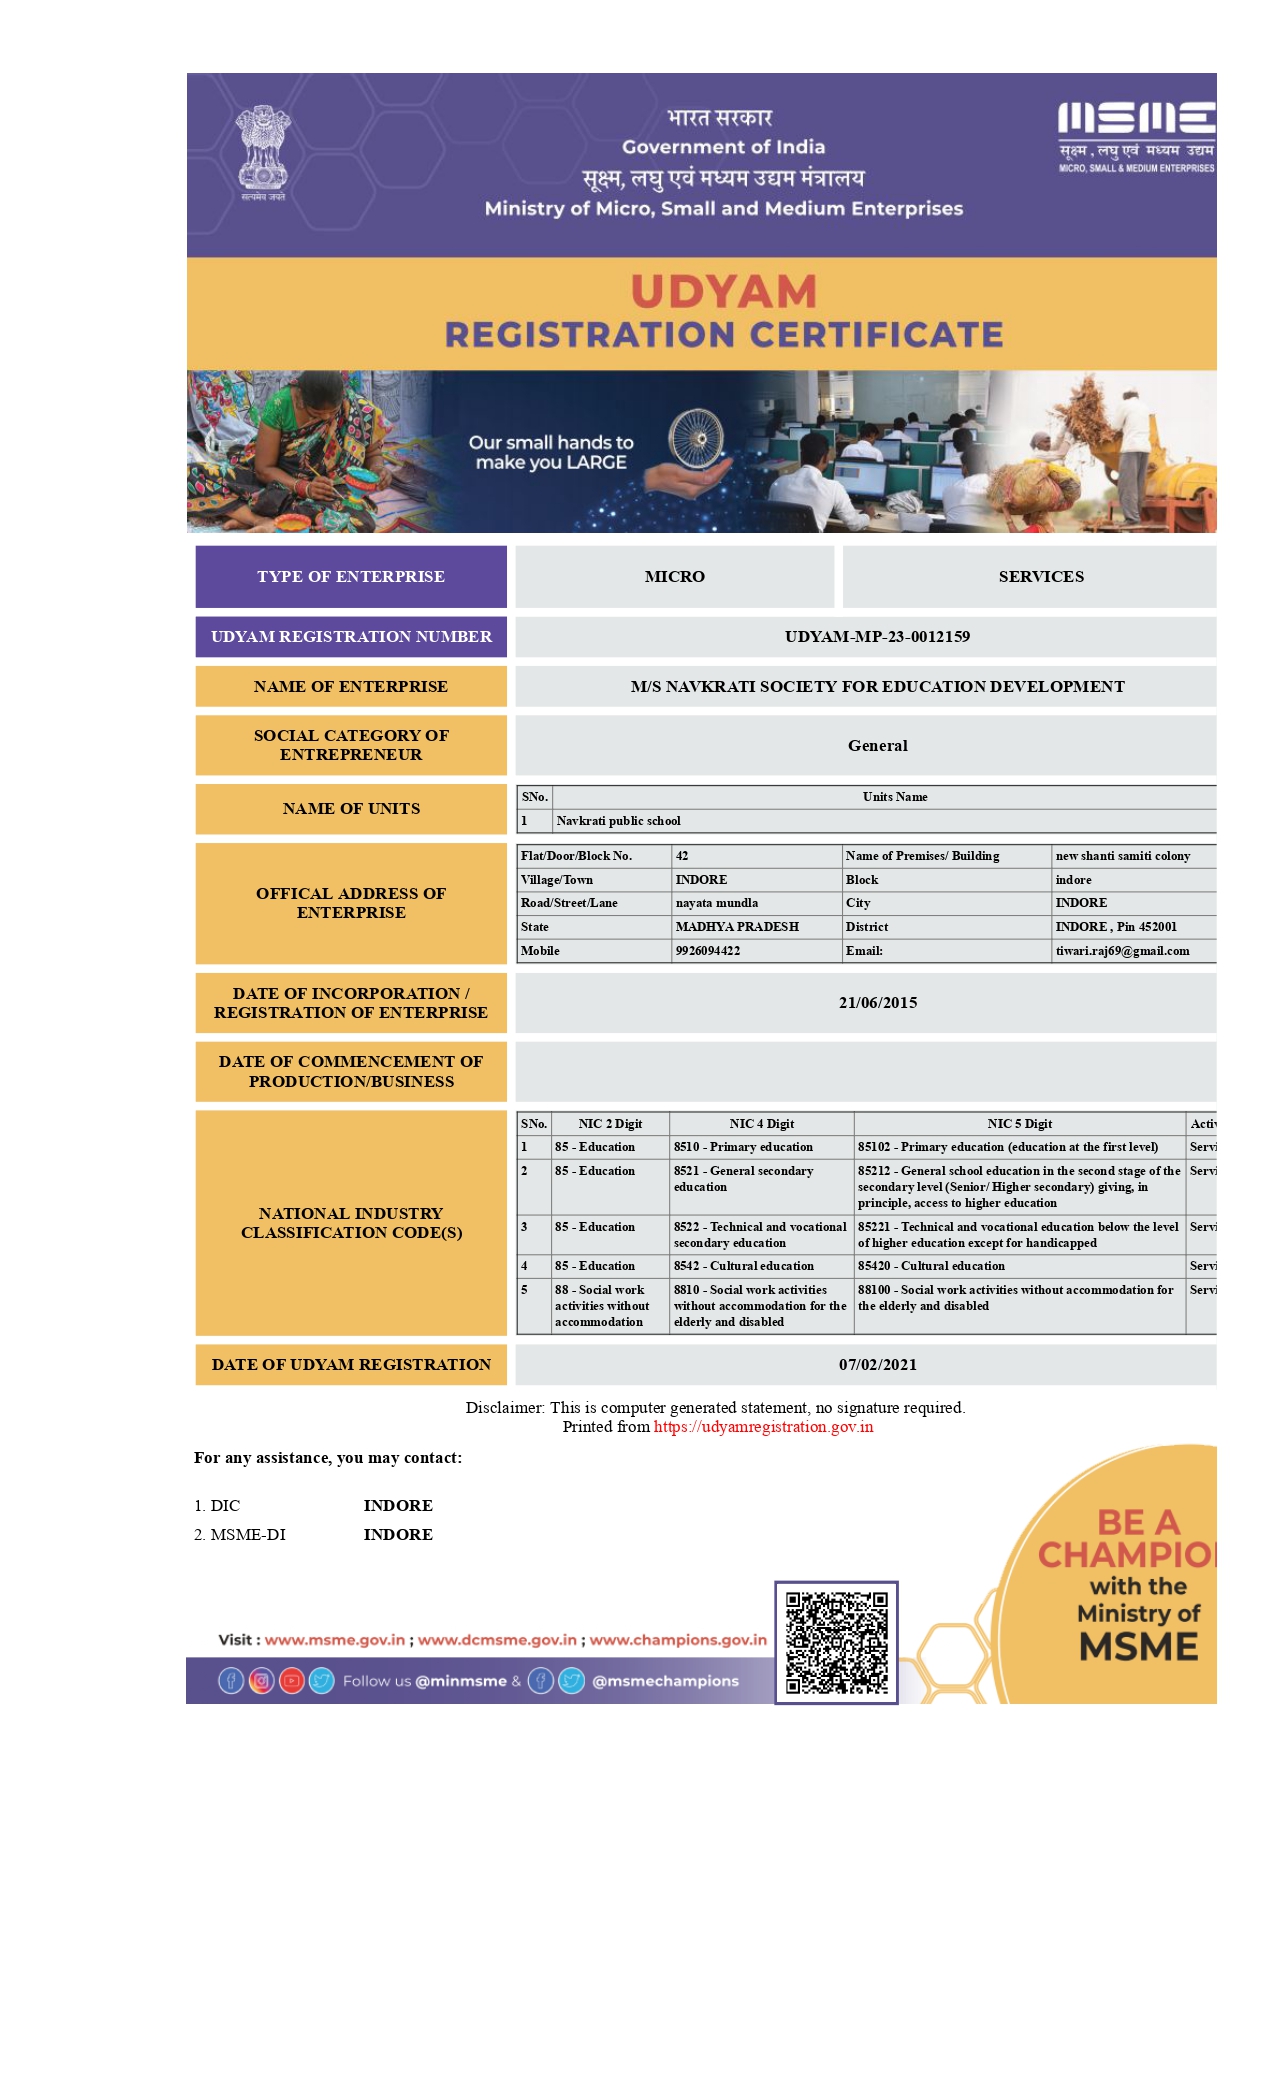 भारत सरकार
Government of India
सूक्ष्म, लघु एवं मध्यम उद्यम मंत्रालय
Ministry of Micro, Small and Medium Enterprises
सत्यमेव जयते
MSME
सूक्ष्म , लघु एवं मध्यम उद्यम
MICRO, SMALL & MEDIUM ENTERPRISES
UDYAM
REGISTRATION CERTIFICATE
Our small hands to
make you LARGE
TYPE OF ENTERPRISE MICRO SERVICES
UDYAM REGISTRATION NUMBER UDYAM-MP-23-0012159
NAME OF ENTERPRISE M/S NAVKRATI SOCIETY FOR EDUCATION DEVELOPMENT
SOCIAL CATEGORY OF
ENTREPRENEUR
General
NAME OF UNITS
SNo. Units Name
1 Navkrati public school
OFFICAL ADDRESS OF
ENTERPRISE
Flat/Door/Block No. 42 Name of Premises/ Building new shanti samiti colony
Village/Town INDORE Block indore
Road/Street/Lane nayata mundla City INDORE
State MADHYA PRADESH District INDORE , Pin 452001
Mobile 9926094422 Email: tiwari.raj69@gmail.com
DATE OF INCORPORATION /
REGISTRATION OF ENTERPRISE
21/06/2015
DATE OF COMMENCEMENT OF
PRODUCTION/BUSINESS
NATIONAL INDUSTRY
CLASSIFICATION CODE(S)
SNo. NIC 2 Digit NIC 4 Digit NIC 5 Digit
1 85 - Education 8510 - Primary education 85102 - Primary education (education at the first level)
2 85 - Education 8521 - General secondary
education
85212 - General school education in the second stage of the
secondary level (Senior/ Higher secondary) giving, in
principle, access to higher education
3 85 - Education 8522 - Technical and vocational
secondary education
85221 - Technical and vocational education below the level
of higher education except for handicapped
4 85 - Education 8542 - Cultural education 85420 - Cultural education
5 88 - Social work
activities without
accommodation
8810 - Social work activities
without accommodation for the
elderly and disabled
88100 - Social work activities without accommodation for
the elderly and disabled
DATE OF UDYAM REGISTRATION 07/02/2021
Disclaimer: This is computer generated statement, no signature required.
Printed from https://udyamregistration.gov.in
For any assistance, you may contact:
1. DIC INDORE
2. MSME-DI INDORE
BE A
CHAMPIO
with the
Ministry of
MSME
Visit : www.msme.gov.in ; www.dcmsme.gov.in ; www.champions.gov.in
Follow us @minmsme & @msmechampions